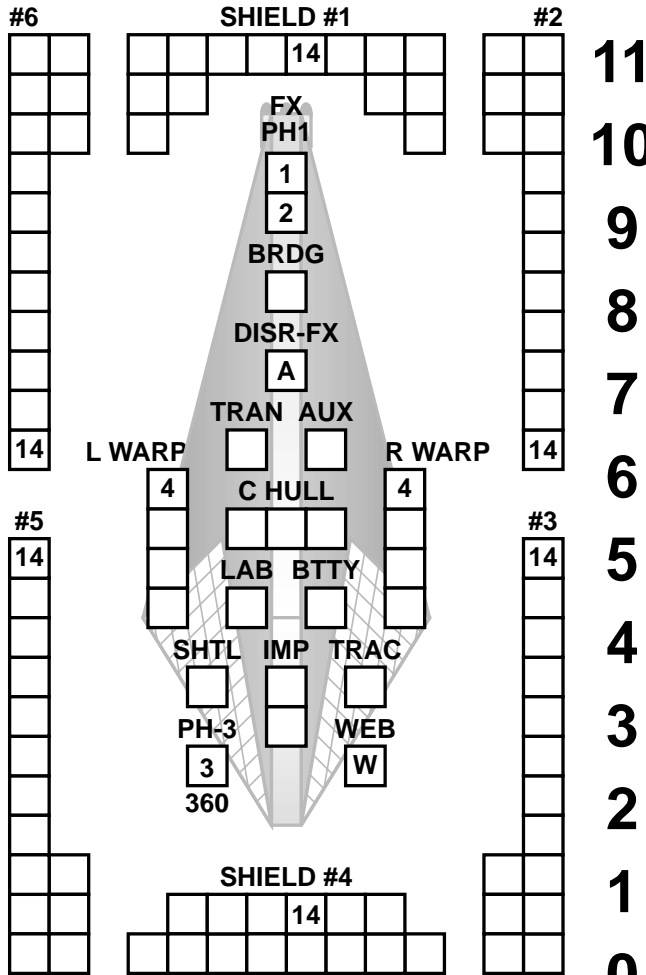 #6 SHIELD #1 #2
14 11
FX
PH1 10
1
2 9
BRDG
8
DISR-FX
A 7
TRAN AUX
14 L WARP R WARP 14
4 C HULL 4 6
#5 #3
14 14 5
LAB BTTY
4
SHTL IMP TRAC
3
PH-3 WEB
3 W
360 2
SHIELD #4 1
14
0